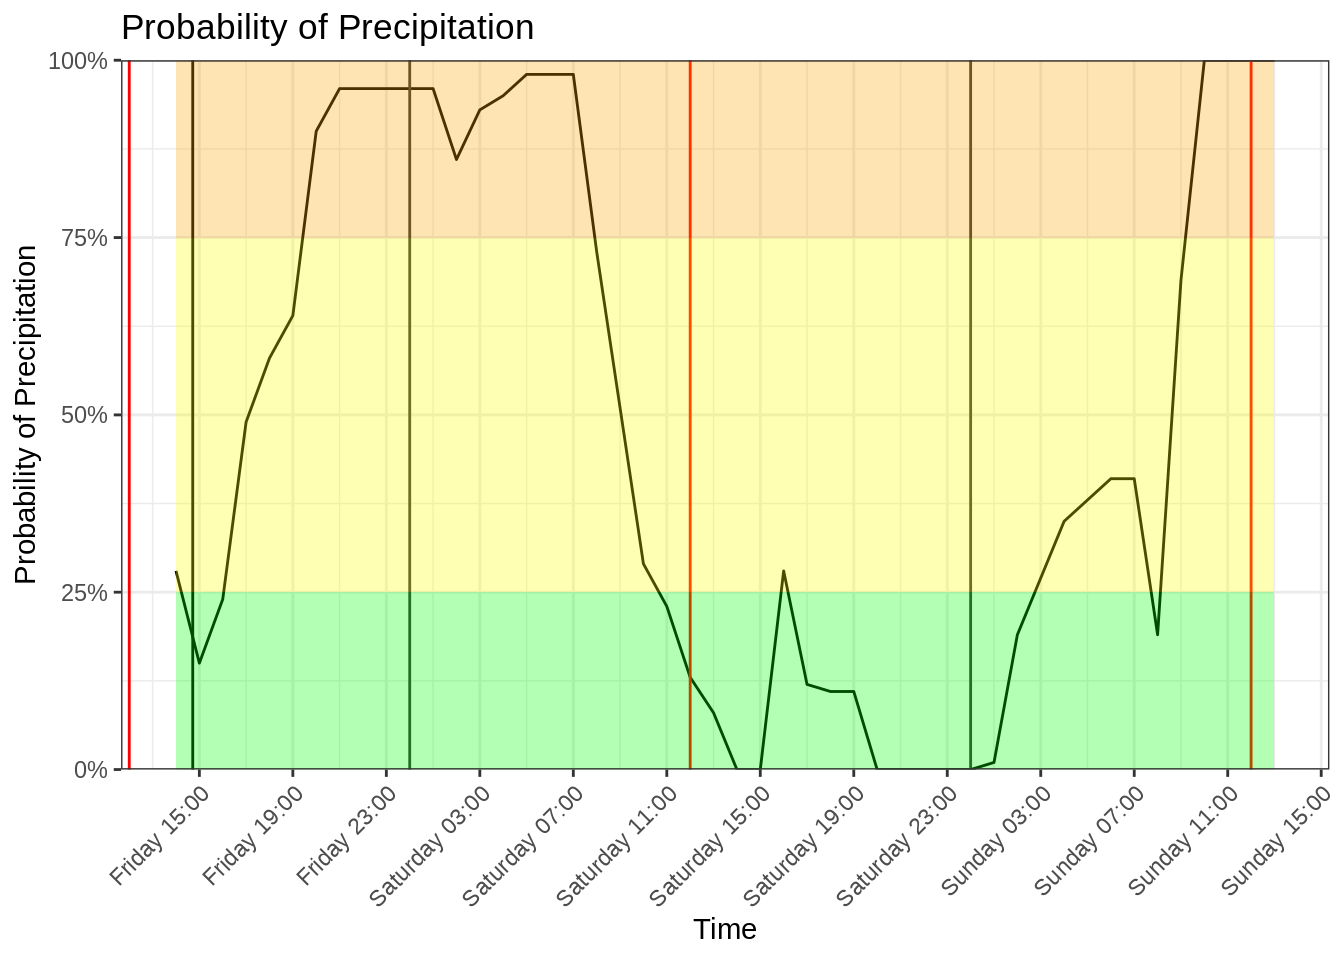 Probability of Precipitation
100%
75%
50%
25%
0%
Probability of Precipitation
Friday 15:00
Friday 19:00
Friday 23:00
Saturday 03:00
Saturday 07:00
Saturday 11:00
Saturday 15:00
Saturday 19:00
Saturday 23:00
Sunday 03:00
Sunday 07:00
Sunday 11:00
Sunday 15:00
Time